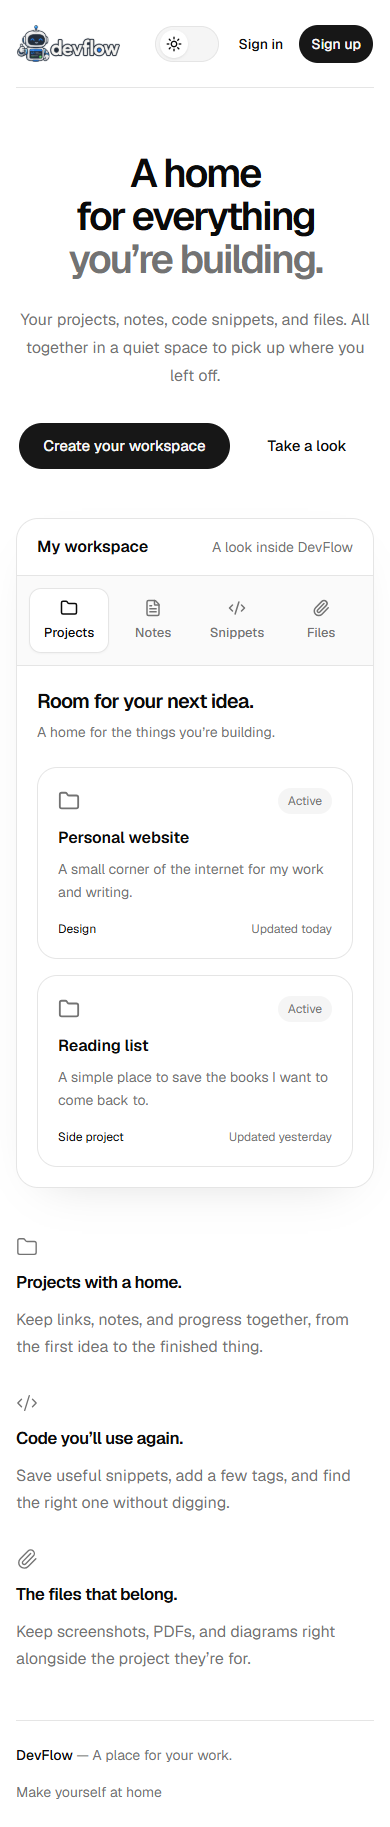 devflow
Sign in
Sign up
A home
for everything
you’re building.
Your projects, notes, code snippets, and files. All
together in a quiet space to pick up where you
left off.
Create your workspace
Take a look
My workspace
A look inside DevFlow
Projects
Notes
Snippets
Files
Room for your next idea.
A home for the things you’re building.
Active
Personal website
A small corner of the internet for my work
and writing.
Design
Updated today
Active
Reading list
A simple place to save the books I want to
come back to.
Side project
Updated yesterday
Projects with a home.
Keep links, notes, and progress together, from
the first idea to the finished thing.
Code you’ll use again.
Save useful snippets, add a few tags, and find
the right one without digging.
The files that belong.
Keep screenshots, PDFs, and diagrams right
alongside the project they’re for.
DevFlow — A place for your work.
Make yourself at home